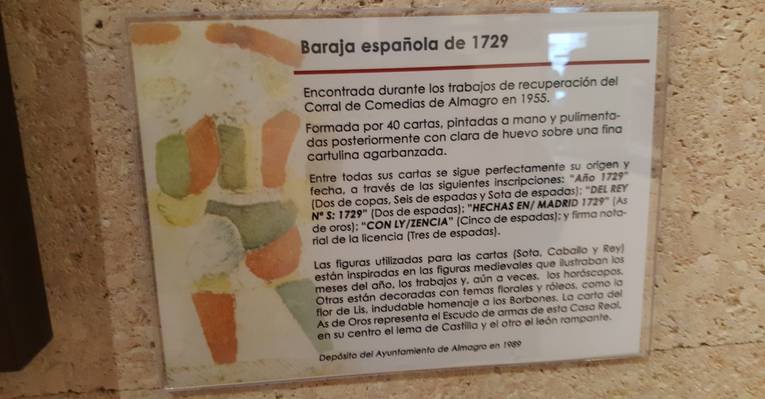 Baraja española de 1729
Encontrada durante los trabajos de recuperación del
Corral de Comedias de Almagro en 1955.
Formada por 40 cartas, pintadas a mano y pulimenta-
das posteriormente con clara de huevo sobre una fina
cartulina agarbanzada.
Entre todas sus cartas se sigue perfectamente su origen y
fecha, a través de las siguientes inscripciones: "Año 1729"
(Dos de copas, Seis de espadas y Sota de espadas); "DEL REY
Nº S: 1729" (Dos de espadas); "HECHAS EN/ MADRID 1729" (As
de oros); "CON LY/ZENCIA" (Cinco de espadas); y firma nota-
rial de la licencia (Tres de espadas).
Las figuras utilizadas para las cartas (Sota, Caballo y Rey)
están inspiradas en las figuras medievales que ilustraban los
meses del año, los trabajos y, aún a veces, los horóscopos.
Otras están decoradas con temas florales y róleos, como la
flor de Lis, indudable homenaje a los Borbones. La carta del
As de Oros representa el Escudo de armas de esta Casa Real,
en su centro el lema de Castilla y el otro el león rampante.
Depósito del Ayuntamiento de Almagro en 1989